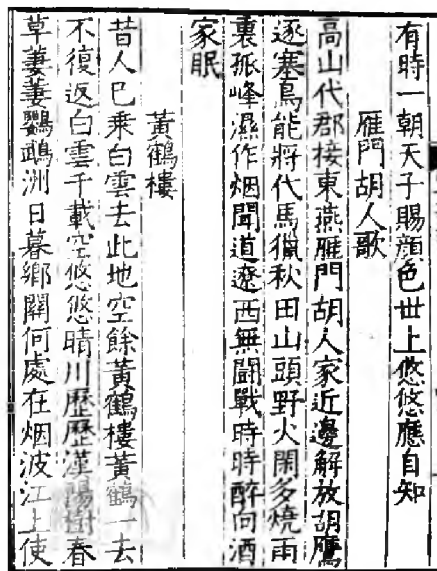 有時一朝天子賜顏色世上悠悠應自知
雁門胡人歌
高山代郡接東燕雁門胡人家近邊解放胡鷹
逐塞鳥能將代馬獵秋田山頭野火閑多燒雨
裏孤峰濕作烟聞道遼西無鬪戰時時醉向酒
家眠
黃鶴樓
昔人已乘白雲去此地空餘黃鶴樓黃鶴一去
不復返白雲千載空悠悠晴川歷歷漢陽樹春
草萋萋鸚鵡洲日暮鄉關何處在烟波江上使